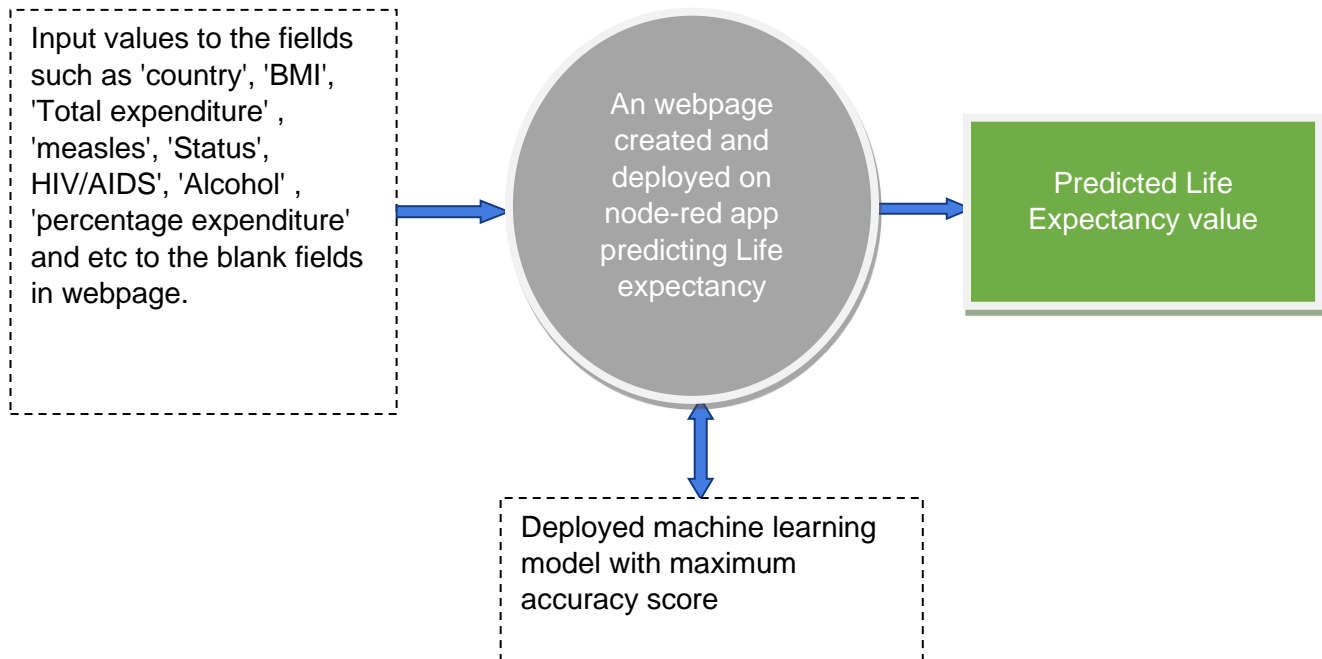 Input values to the fiellds
such as 'country', 'BMI',
'Total expenditure' ,
'measles', 'Status',
HIV/AIDS', 'Alcohol' ,
'percentage expenditure'
and etc to the blank fields
in webpage.
An webpage
created and
deployed on
node-red app
predicting Life
expectancy
Predicted Life
Expectancy value
Deployed machine learning
model with maximum
accuracy score